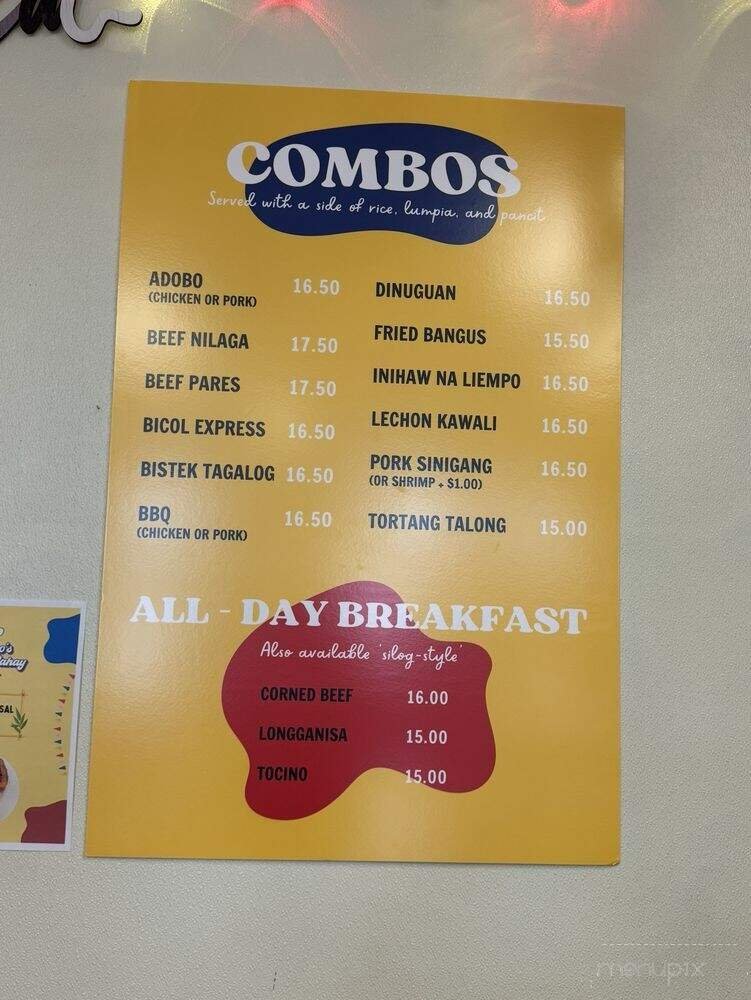 COMBOS
Served with a side of rice, lumpia, and pancit
ADOBO 16.50
(CHICKEN OR PORK)
BEEF NILAGA 17.50
BEEF PARES 17.50
BICOL EXPRESS 16.50
BISTEK TAGALOG 16.50
BBQ 16.50
(CHICKEN OR PORK)
DINUGUAN 16.50
FRIED BANGUS 15.50
INIHAW NA LIEMPO 16.50
LECHON KAWALI 16.50
PORK SINIGANG 16.50
(OR SHRIMP + $1.00)
TORTANG TALONG 15.00
ALL - DAY BREAKFAST
Also available 'silog-style'
CORNED BEEF 16.00
LONGGANISA 15.00
TOCINO 15.00
menupix